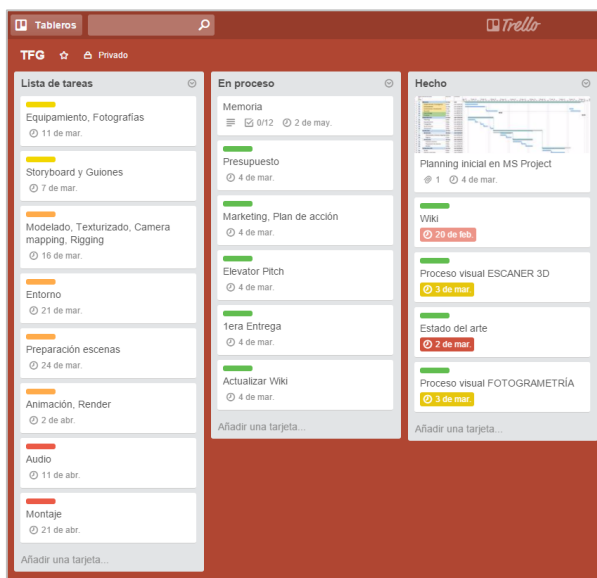 Tableros
Trello
TFG
Privado
Lista de tareas
Equipamiento, Fotografías
11 de mar.
Storyboard y Guiones
7 de mar.
Modelado, Texturizado, Camera
mapping, Rigging
16 de mar.
Entorno
21 de mar.
Preparación escenas
24 de mar.
Animación, Render
2 de abr.
Audio
11 de abr.
Montaje
21 de abr.
Añadir una tarjeta...
En proceso
Memoria
0/12 2 de may.
Presupuesto
4 de mar.
Marketing, Plan de acción
4 de mar.
Elevator Pitch
4 de mar.
1era Entrega
4 de mar.
Actualizar Wiki
4 de mar.
Añadir una tarjeta...
Hecho
Planning inicial en MS Project
1 4 de mar.
Wiki
20 de feb.
Proceso visual ESCANER 3D
3 de mar.
Estado del arte
2 de mar.
Proceso visual FOTOGRAMETRÍA
3 de mar.
Añadir una tarjeta...